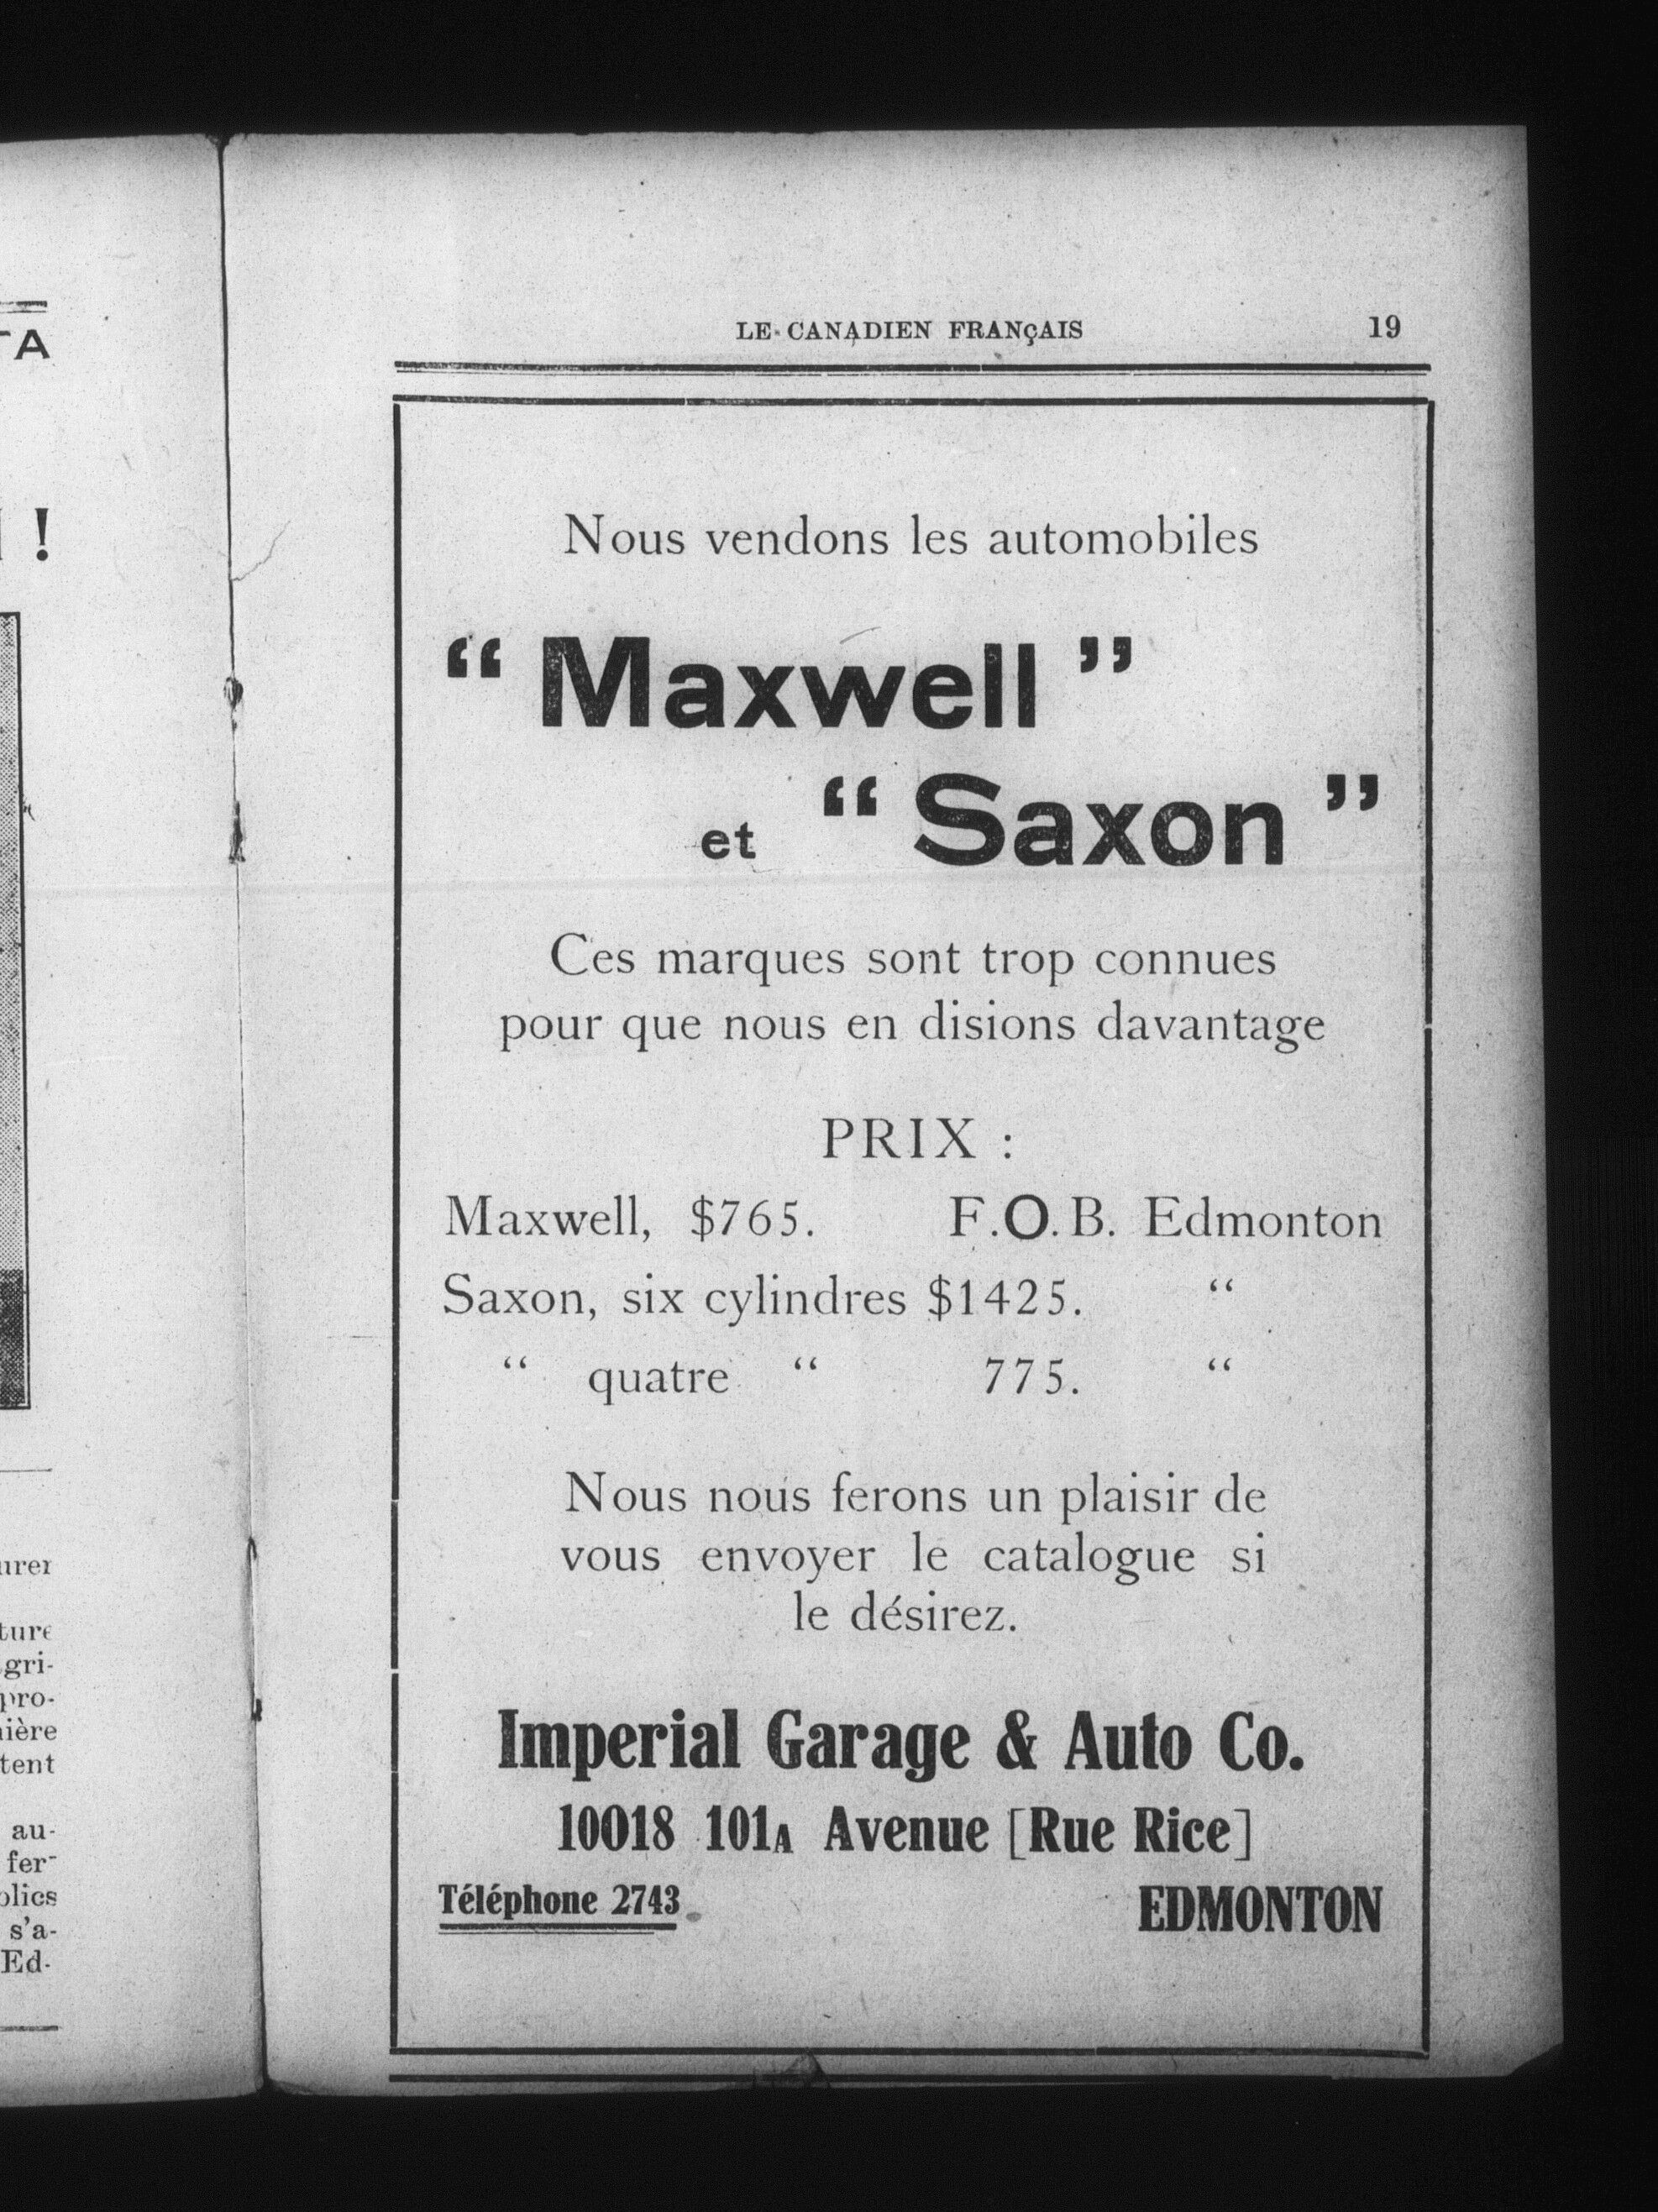 LE CANADIEN FRANÇAIS 19
Nous vendons les automobiles
“ Maxwell ”
et “ Saxon ”
Ces marques sont trop connues
pour que nous en disions davantage
PRIX :
Maxwell, $765. F.O.B. Edmonton
Saxon, six cylindres $1425. “
“ quatre “ 775. “
Nous nous ferons un plaisir de
vous envoyer le catalogue si
le désirez.
Imperial Garage & Auto Co.
10018 101A Avenue [Rue Rice]
Téléphone 2743 EDMONTON